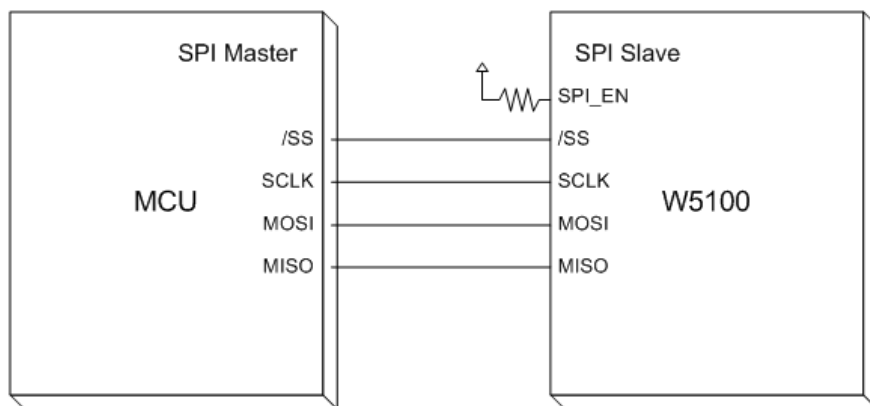 SPI Master
/SS
SCLK
MCU
MOSI
MISO
SPI Slave
SPI_EN
/SS
SCLK
W5100
MOSI
MISO